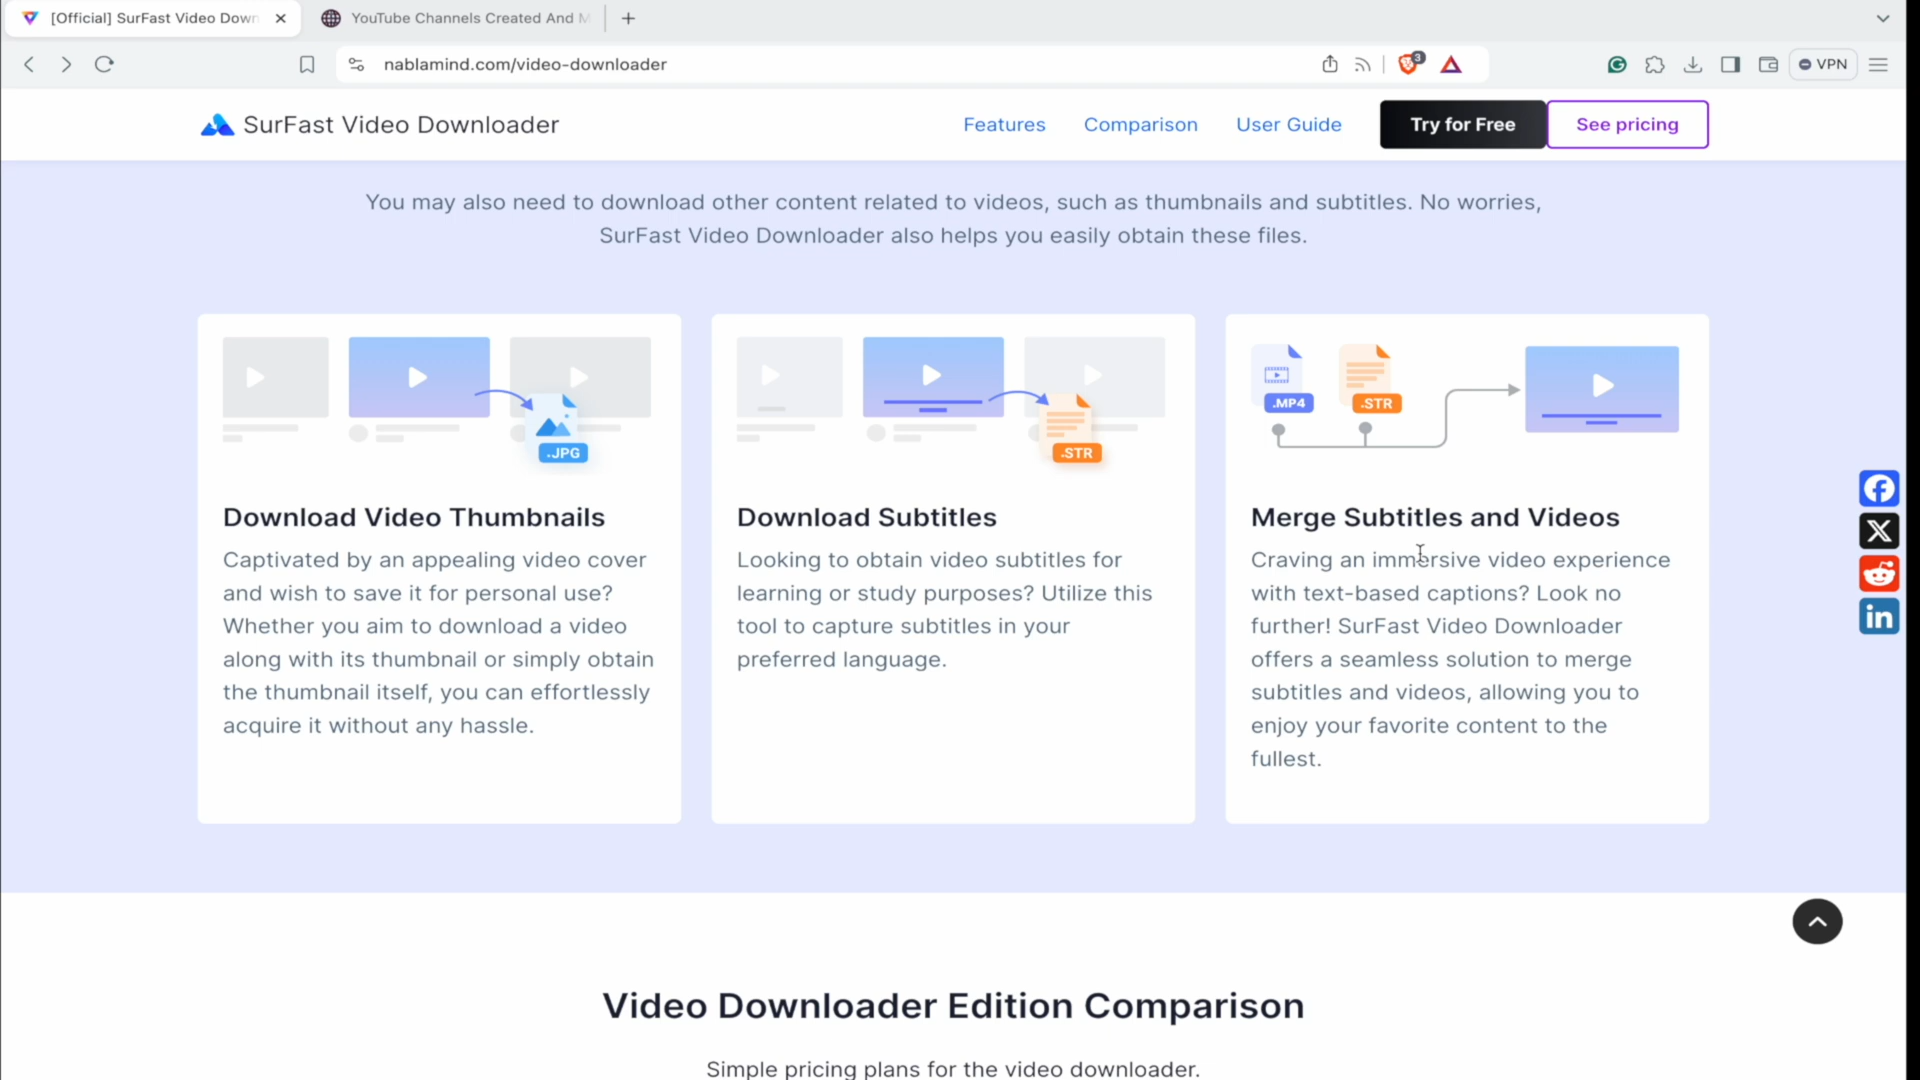 [Official] SurFast Video Down
YouTube Channels Created And M
nablamind.com/video-downloader
3
VPN
SurFast Video Downloader
Features
Comparison
User Guide
Try for Free
See pricing
You may also need to download other content related to videos, such as thumbnails and subtitles. No worries,
SurFast Video Downloader also helps you easily obtain these files.
.JPG
Download Video Thumbnails
Captivated by an appealing video cover
and wish to save it for personal use?
Whether you aim to download a video
along with its thumbnail or simply obtain
the thumbnail itself, you can effortlessly
acquire it without any hassle.
.STR
Download Subtitles
Looking to obtain video subtitles for
learning or study purposes? Utilize this
tool to capture subtitles in your
preferred language.
.MP4
.STR
Merge Subtitles and Videos
Craving an immersive video experience
with text-based captions? Look no
further! SurFast Video Downloader
offers a seamless solution to merge
subtitles and videos, allowing you to
enjoy your favorite content to the
fullest.
Video Downloader Edition Comparison
Simple pricing plans for the video downloader.